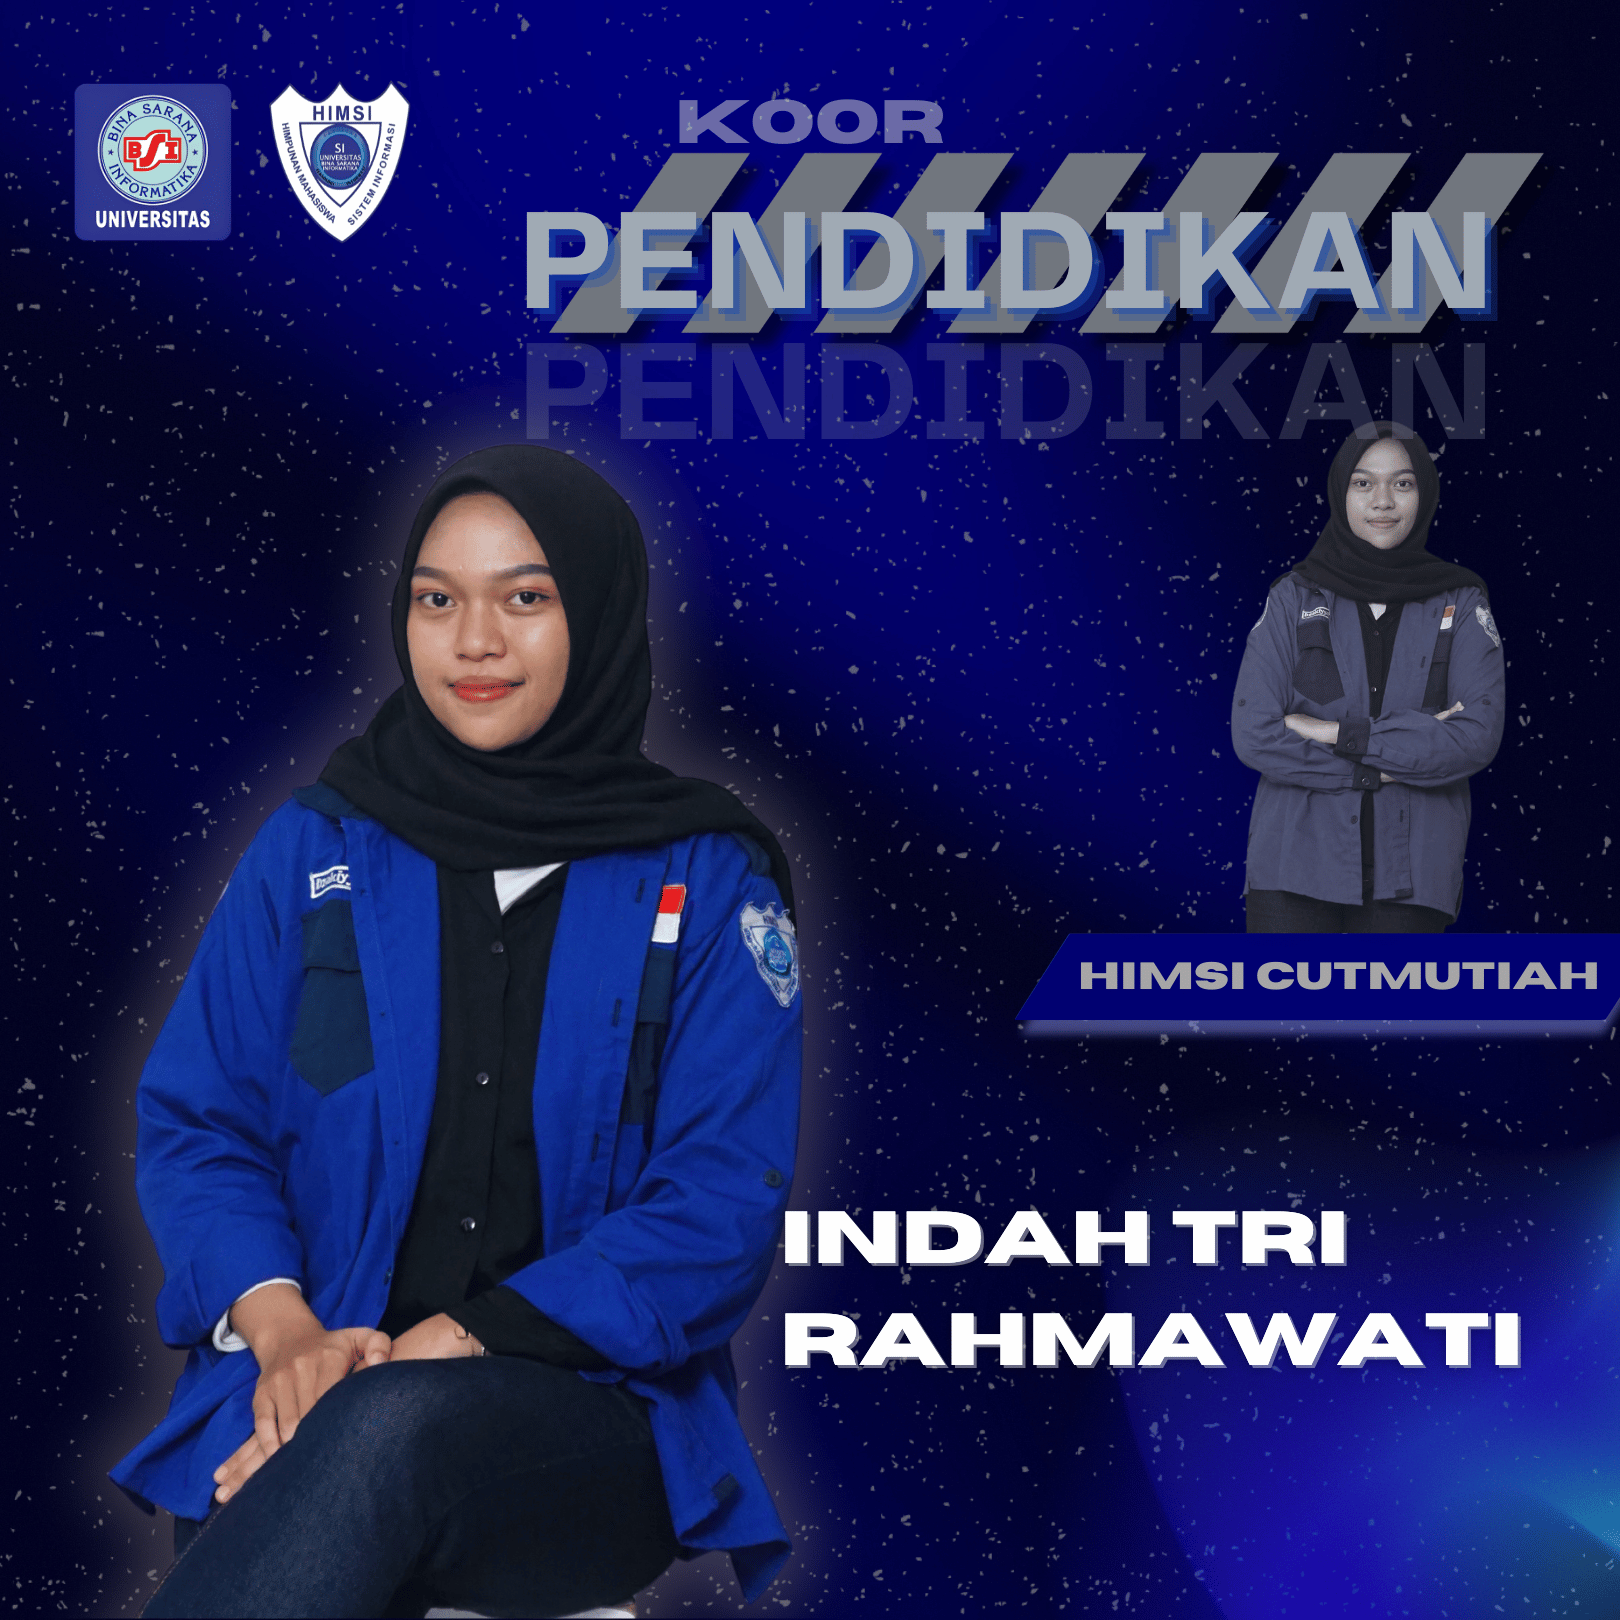 BINA SARANA
BSI
INFORMATIKA
UNIVERSITAS
HIMSI
HIMPUNAN MAHASISWA
SISTEM INFORMASI
SI
UNIVERSITAS
BINA SARANA
INFORMATIKA
KOOR
PENDIDIKAN
PENDIDIKAN
HIMSI CUTMUTIAH
INDAH TRI
RAHMAWATI